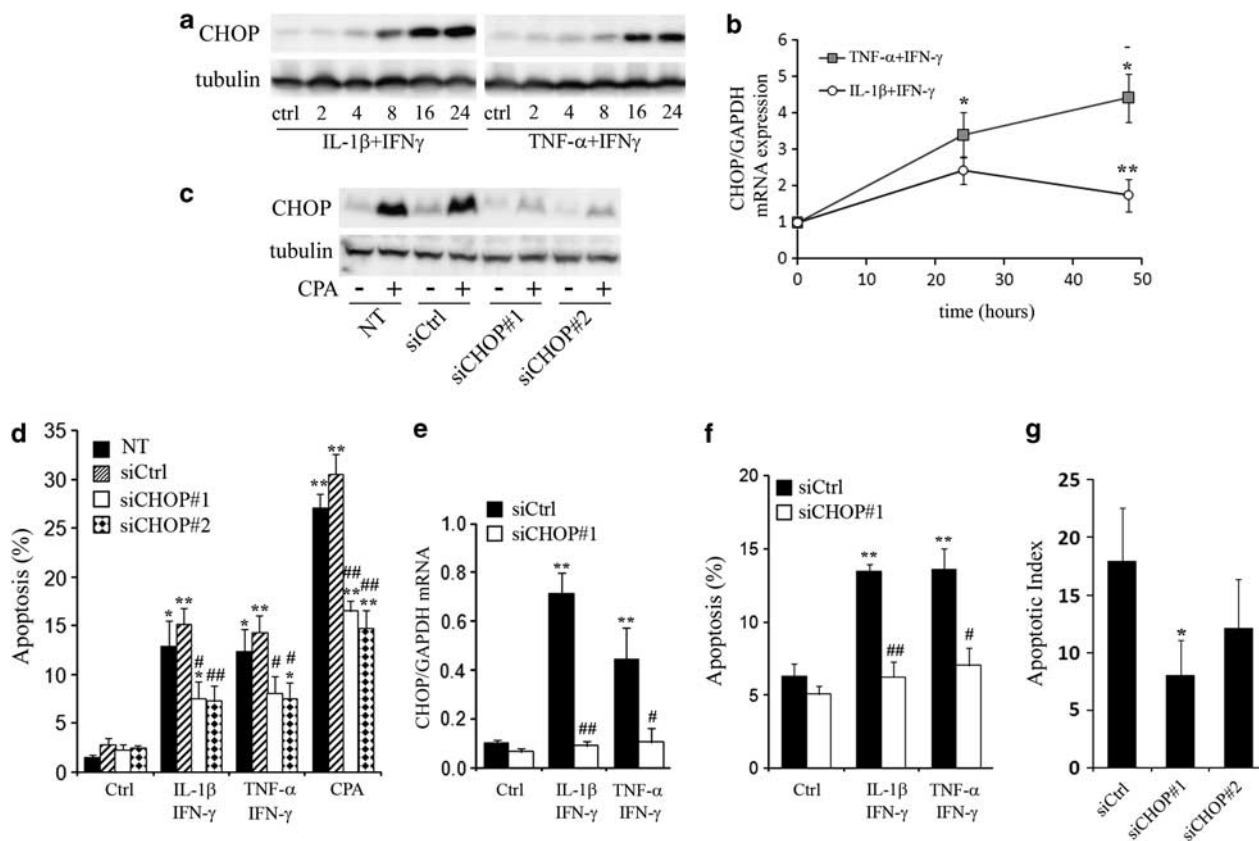 a
CHOP
tubulin
ctrl 2 4 8 16 24 ctrl 2 4 8 16 24
IL-1β+IFNγ TNF-α+IFNγ
b
TNF-α+IFN-γ
IL-1β+IFN-γ
CHOP/GAPDH
mRNA expression
6
5
4
3
2
1
0
* - * **
0 10 20 30 40 50
time (hours)
c
CHOP
tubulin
CPA - + - + - + - +
NT siCtrl siCHOP#1 siCHOP#2
d
NT
siCtrl
siCHOP#1
siCHOP#2
Apoptosis (%)
35
30
25
20
15
10
5
0
** **
## ##
** **
* ** * **
# ## # #
* *
Ctrl IL-1β TNF-α CPA
IFN-γ IFN-γ
e
siCtrl
siCHOP#1
CHOP/GAPDH mRNA
1.0
0.8
0.6
0.4
0.2
0.0
** ## ** #
Ctrl IL-1β TNF-α
IFN-γ IFN-γ
f
siCtrl
siCHOP#1
Apoptosis (%)
20
15
10
5
0
** ## ** #
Ctrl IL-1β TNF-α
IFN-γ IFN-γ
g
Apoptotic Index
25
20
15
10
5
0
*
siCtrl siCHOP#1 siCHOP#2